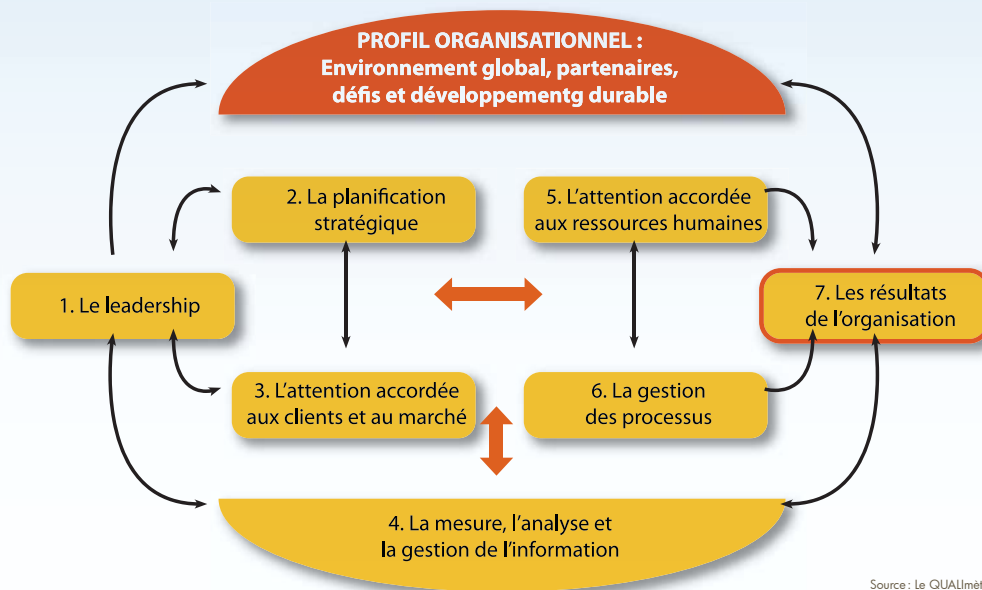 PROFIL ORGANISATIONNEL :
Environnement global, partenaires,
défis et développementg durable
2. La planification
stratégique
5. L'attention accordée
aux ressources humaines
1. Le leadership
7. Les résultats
de l'organisation
3. L'attention accordée
aux clients et au marché
6. La gestion
des processus
4. La mesure, l'analyse et
la gestion de l'information
Source : Le